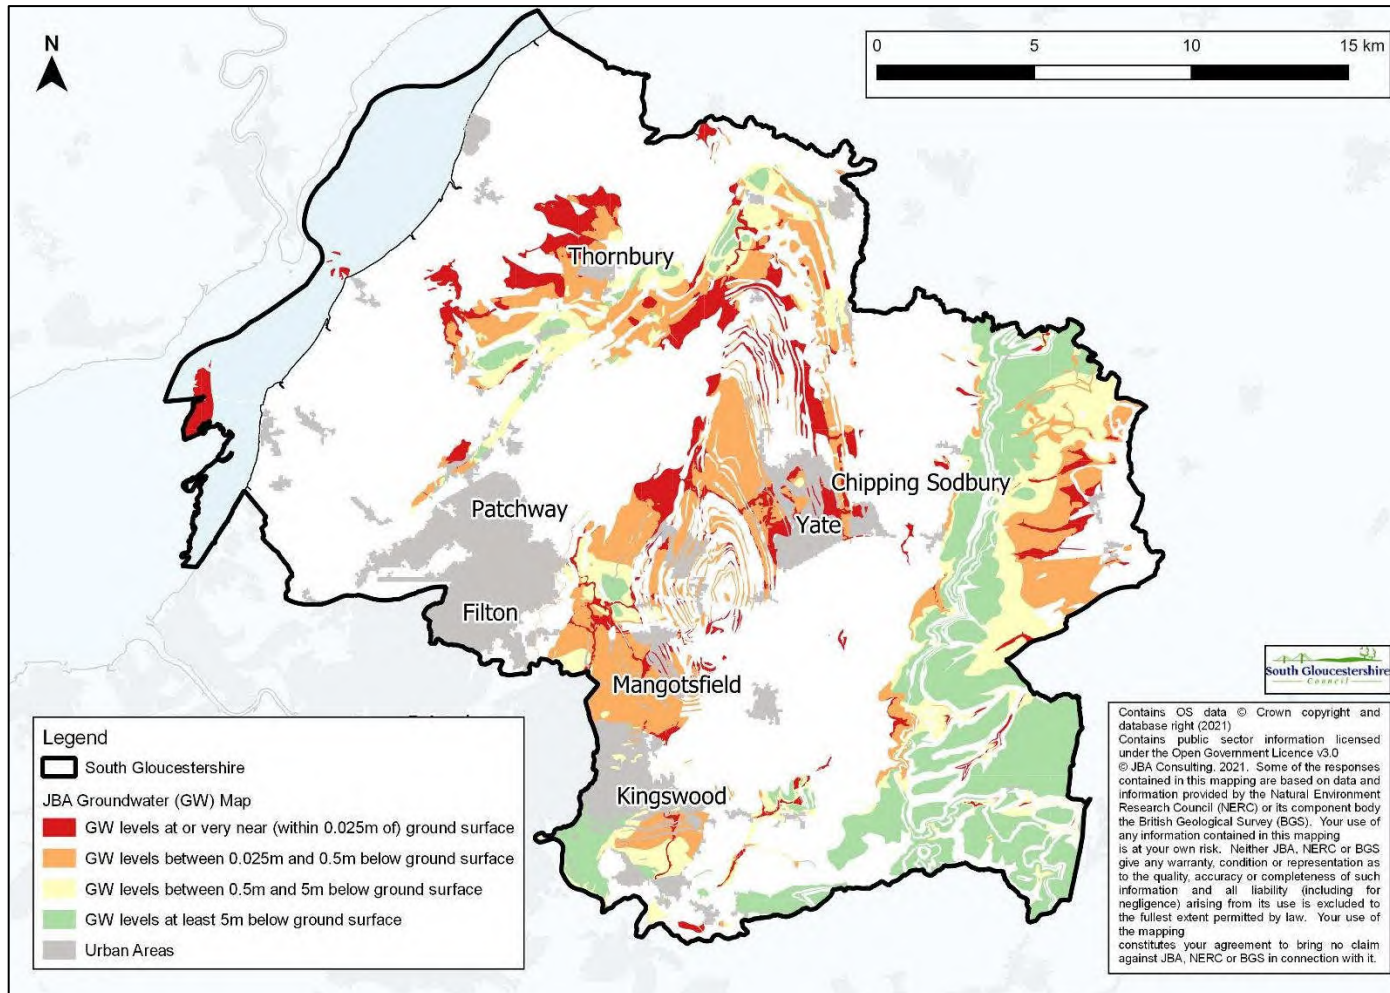 N
0 5 10 15 km
Thornbury
Chipping Sodbury
Patchway
Yate
Filton
Mangotsfield
Kingswood
Legend
South Gloucestershire
JBA Groundwater (GW) Map
GW levels at or very near (within 0.025m of) ground surface
GW levels between 0.025m and 0.5m below ground surface
GW levels between 0.5m and 5m below ground surface
GW levels at least 5m below ground surface
Urban Areas
South Gloucestershire
Council
Contains OS data © Crown copyright and
database right (2021)
Contains public sector information licensed
under the Open Government Licence v3.0
© JBA Consulting, 2021. Some of the responses
contained in this mapping are based on data and
information provided by the Natural Environment
Research Council (NERC) or its component body
the British Geological Survey (BGS). Your use of
any information contained in this mapping
is at your own risk. Neither JBA, NERC or BGS
give any warranty, condition or representation as
to the quality, accuracy or completeness of such
information and all liability (including for
negligence) arising from its use is excluded to
the fullest extent permitted by law. Your use of
the mapping
constitutes your agreement to bring no claim
against JBA, NERC or BGS in connection with it.